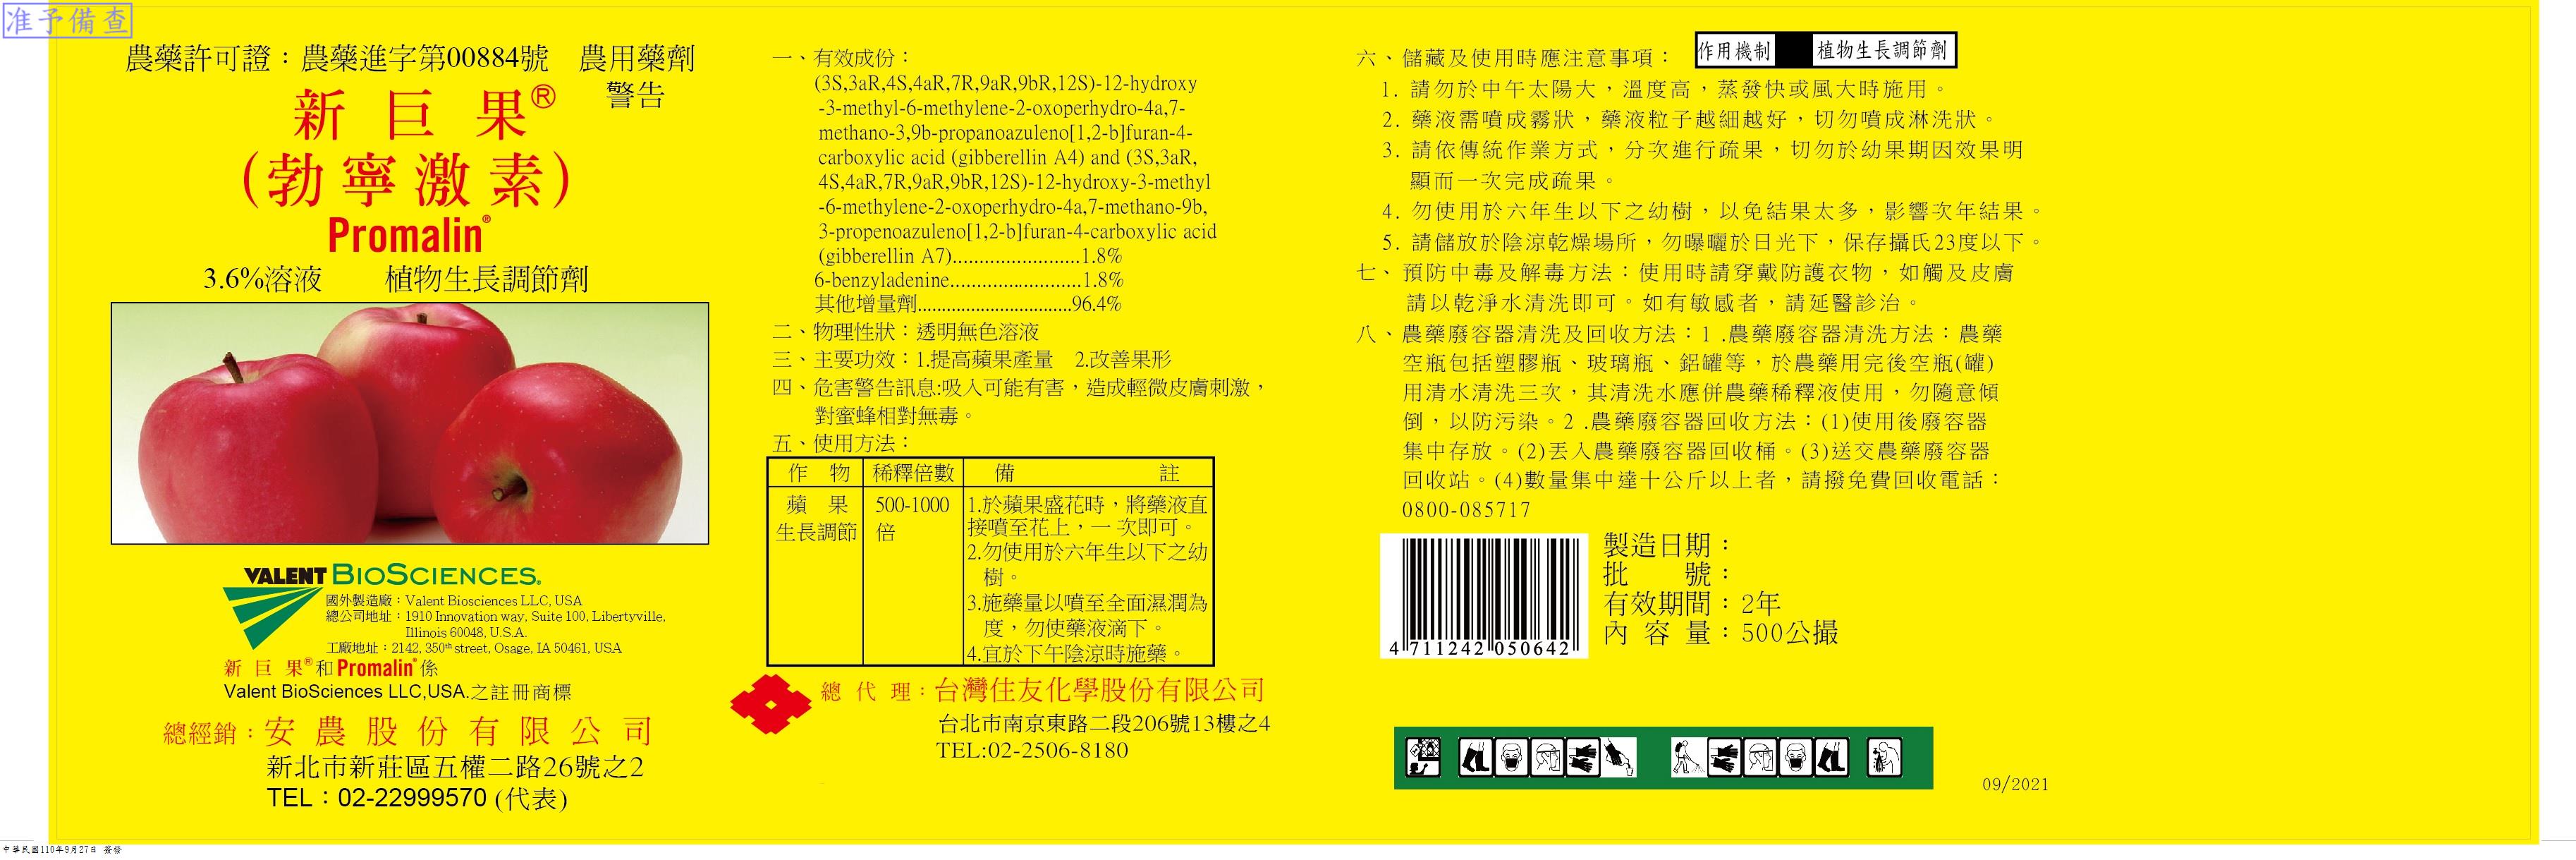 准予備查
農藥許可證：農藥進字第00884號　農用藥劑
警告
新巨果®
(勃寧激素)
Promalin®
3.6%溶液　植物生長調節劑
VALENT BIOSCIENCES®
國外製造廠：Valent Biosciences LLC, USA
總公司地址：1910 Innovation way, Suite 100, Libertyville,
Illinois 60048, U.S.A.
工廠地址：2142, 350th street, Osage, IA 50461, USA
新巨果®和Promalin®係
Valent BioSciences LLC,USA.之註冊商標
總經銷：安農股份有限公司
新北市新莊區五權二路26號之2
TEL：02-22999570 (代表)
一、有效成份：
(3S,3aR,4S,4aR,7R,9aR,9bR,12S)-12-hydroxy
-3-methyl-6-methylene-2-oxoperhydro-4a,7-
methano-3,9b-propanoazuleno[1,2-b]furan-4-
carboxylic acid (gibberellin A4) and (3S,3aR,
4S,4aR,7R,9aR,9bR,12S)-12-hydroxy-3-methyl
-6-methylene-2-oxoperhydro-4a,7-methano-9b,
3-propenoazuleno[1,2-b]furan-4-carboxylic acid
(gibberellin A7)........................1.8%
6-benzyladenine.........................1.8%
其他增量劑................................96.4%
二、物理性狀：透明無色溶液
三、主要功效：1.提高蘋果產量　2.改善果形
四、危害警告訊息:吸入可能有害，造成輕微皮膚刺激，
對蜜蜂相對無毒。
五、使用方法：
作物　稀釋倍數　備註
蘋果　500-1000　1.於蘋果盛花時，將藥液直
生長調節　倍　接噴至花上，一次即可。
2.勿使用於六年生以下之幼
樹。
3.施藥量以噴至全面濕潤為
度，勿使藥液滴下。
4.宜於下午陰涼時施藥。
總代理：台灣住友化學股份有限公司
台北市南京東路二段206號13樓之4
TEL:02-2506-8180
六、儲藏及使用時應注意事項：
作用機制　植物生長調節劑
1. 請勿於中午太陽大，溫度高，蒸發快或風大時施用。
2. 藥液需噴成霧狀，藥液粒子越細越好，切勿噴成淋洗狀。
3. 請依傳統作業方式，分次進行疏果，切勿於幼果期因效果明
顯而一次完成疏果。
4. 勿使用於六年生以下之幼樹，以免結果太多，影響次年結果。
5. 請儲放於陰涼乾燥場所，勿曝曬於日光下，保存攝氏23度以下。
七、預防中毒及解毒方法：使用時請穿戴防護衣物，如觸及皮膚
請以乾淨水清洗即可。如有敏感者，請延醫診治。
八、農藥廢容器清洗及回收方法：1 .農藥廢容器清洗方法：農藥
空瓶包括塑膠瓶、玻璃瓶、鋁罐等，於農藥用完後空瓶(罐)
用清水清洗三次，其清洗水應併農藥稀釋液使用，勿隨意傾
倒，以防污染。2 .農藥廢容器回收方法：(1)使用後廢容器
集中存放。(2)丟入農藥廢容器回收桶。(3)送交農藥廢容器
回收站。(4)數量集中達十公斤以上者，請撥免費回收電話：
0800-085717
製造日期：
批號：
有效期間：2年
內容量：500公撮
4 711242 050642
09/2021
中華民國110年9月27日 簽發